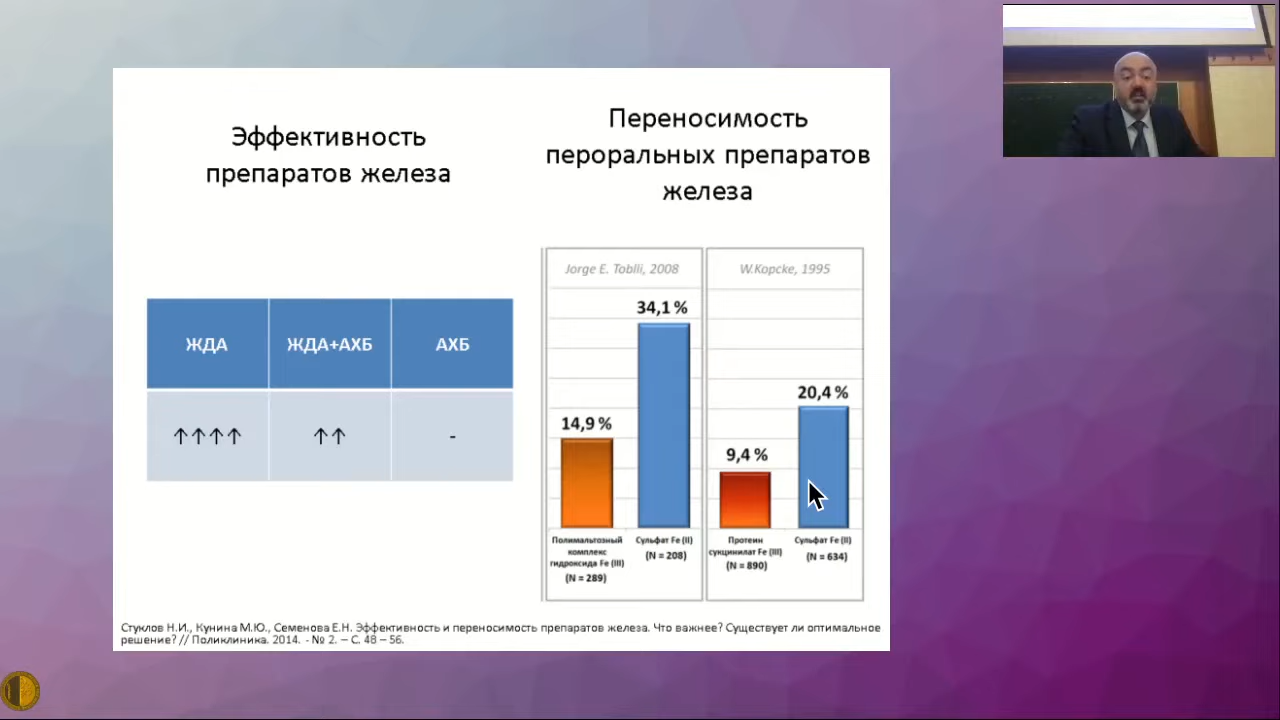 Эффективность
препаратов железа
Переносимость
пероральных препаратов
железа
ЖДА
ЖДА+АХБ
АХБ
↑↑↑↑
↑↑
-
Jorge E. Toblli, 2008
34,1 %
14,9 %
Полимальтозный
комплекс
гидроксида Fe (III)
(N = 289)
Сульфат Fe (II)
(N = 208)
W.Kopcke, 1995
20,4 %
9,4 %
Протеин
сукцинилат Fe (III)
(N = 890)
Сульфат Fe (II)
(N = 634)
Стуклов Н.И., Кунина М.Ю., Семенова Е.Н. Эффективность и переносимость препаратов железа. Что важнее? Существует ли оптимальное
решение? // Поликлиника. 2014. - № 2. – С. 48 – 56.